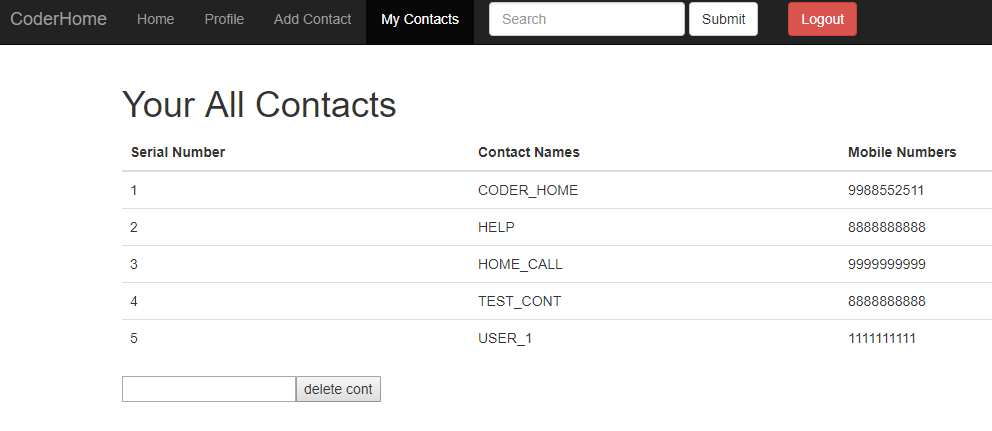 CoderHome Home Profile Add Contact My Contacts Search Submit Logout
Your All Contacts
Serial Number Contact Names Mobile Numbers
1 CODER_HOME 9988552511
2 HELP 8888888888
3 HOME_CALL 9999999999
4 TEST_CONT 8888888888
5 USER_1 1111111111
delete cont